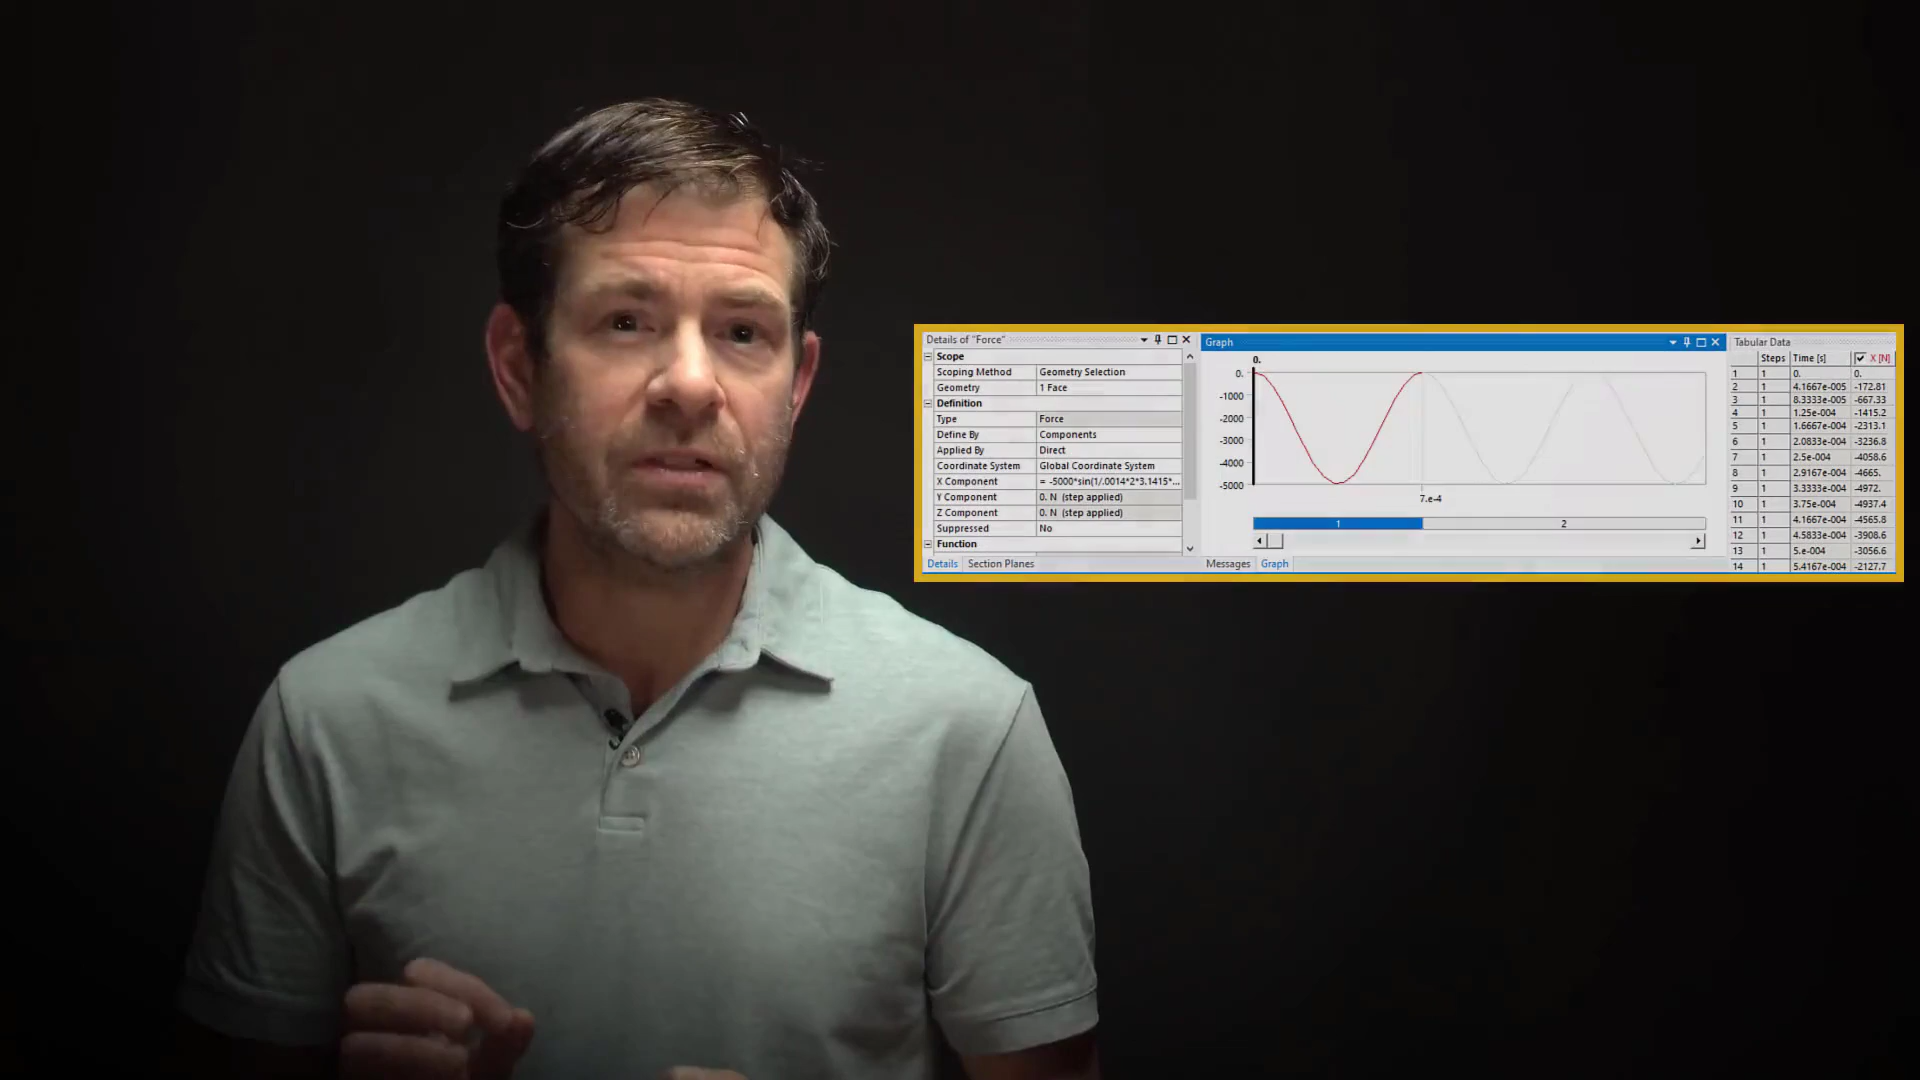 Details of "Force"
Scope
Scoping Method Geometry Selection
Geometry 1 Face
Definition
Type Force
Define By Components
Applied By Direct
Coordinate System Global Coordinate System
X Component = -5000*sin(1/.0014*2*3.1415*...
Y Component 0. N (step applied)
Z Component 0. N (step applied)
Suppressed No
Function
Details Section Planes
Graph
0.
0.
-1000
-2000
-3000
-4000
-5000
7.e-4
1 2
Messages Graph
Tabular Data
Steps Time [s] X [N]
1 1 0. 0.
2 1 4.1667e-005 -172.81
3 1 8.3333e-005 -667.33
4 1 1.25e-004 -1415.2
5 1 1.6667e-004 -2313.1
6 1 2.0833e-004 -3236.8
7 1 2.5e-004 -4058.6
8 1 2.9167e-004 -4665.
9 1 3.3333e-004 -4972.
10 1 3.75e-004 -4937.4
11 1 4.1667e-004 -4565.8
12 1 4.5833e-004 -3908.6
13 1 5.e-004 -3056.6
14 1 5.4167e-004 -2127.7